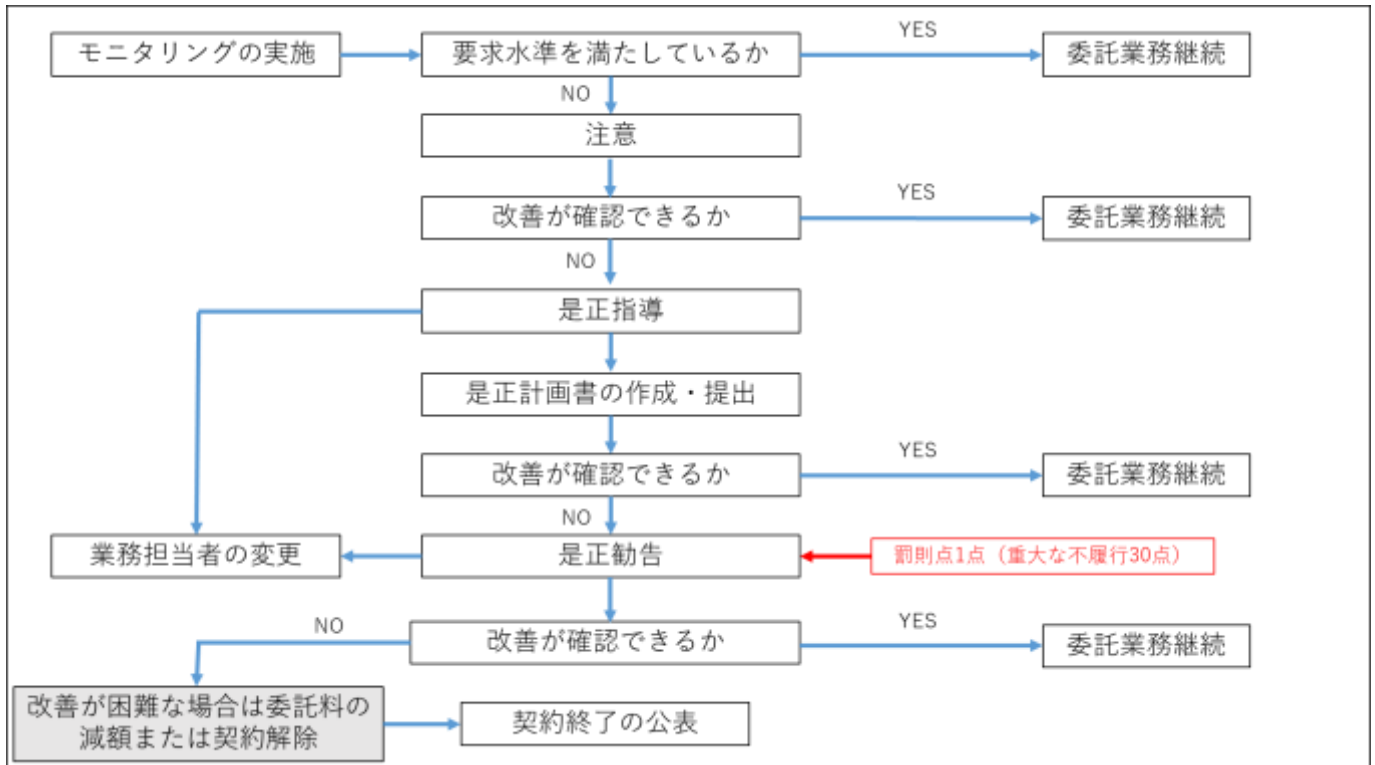 モニタリングの実施
要求水準を満たしているか
YES
委託業務継続
NO
注意
改善が確認できるか
YES
委託業務継続
NO
是正指導
是正計画書の作成・提出
改善が確認できるか
YES
委託業務継続
NO
業務担当者の変更
是正勧告
罰則点1点（重大な不履行30点）
NO
改善が確認できるか
YES
委託業務継続
改善が困難な場合は委託料の
減額または契約解除
契約終了の公表